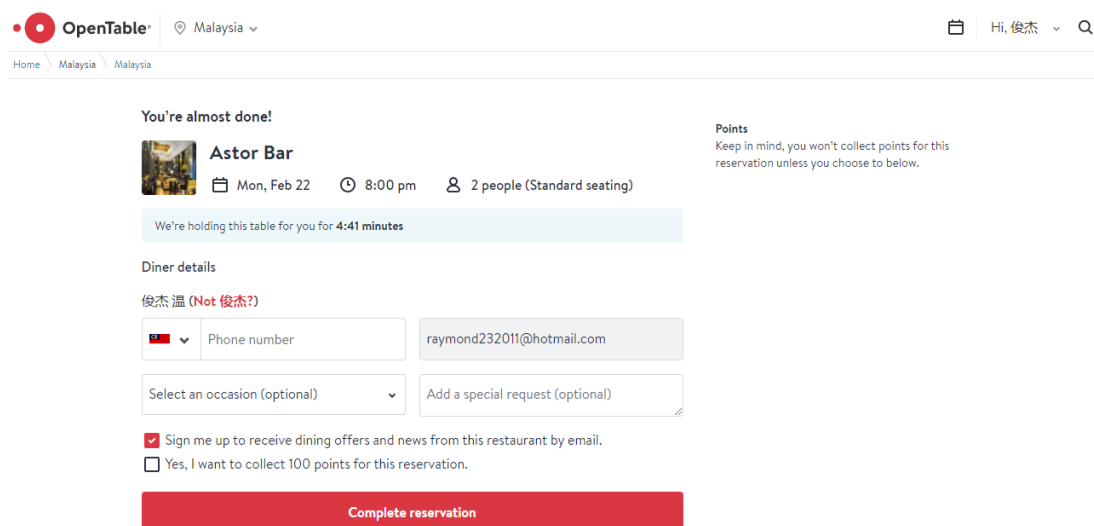 OpenTable
Malaysia
Hi, 俊杰
Home
Malaysia
Malaysia
You're almost done!
Astor Bar
Mon, Feb 22
8:00 pm
2 people (Standard seating)
We're holding this table for you for 4:41 minutes
Points
Keep in mind, you won't collect points for this
reservation unless you choose to below.
Diner details
俊杰 温 (Not 俊杰?)
Phone number
raymond232011@hotmail.com
Select an occasion (optional)
Add a special request (optional)
Sign me up to receive dining offers and news from this restaurant by email.
Yes, I want to collect 100 points for this reservation.
Complete reservation